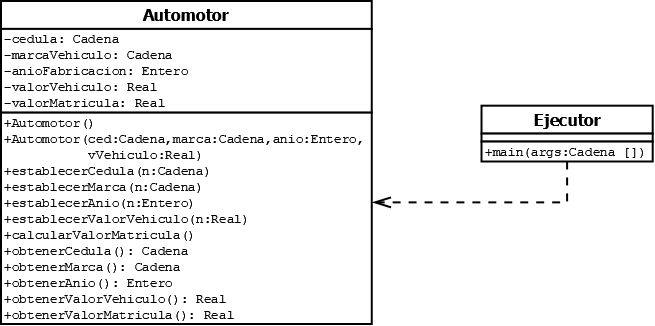 Automotor
-cedula: Cadena
-marcaVehiculo: Cadena
-anioFabricacion: Entero
-valorVehiculo: Real
-valorMatricula: Real
+Automotor()
+Automotor(ced:Cadena,marca:Cadena,anio:Entero,
vVehiculo:Real)
+establecerCedula(n:Cadena)
+establecerMarca(n:Cadena)
+establecerAnio(n:Entero)
+establecerValorVehiculo(n:Real)
+calcularValorMatricula()
+obtenerCedula(): Cadena
+obtenerMarca(): Cadena
+obtenerAnio(): Entero
+obtenerValorVehiculo(): Real
+obtenerValorMatricula(): Real
Ejecutor
+main(args:Cadena [])